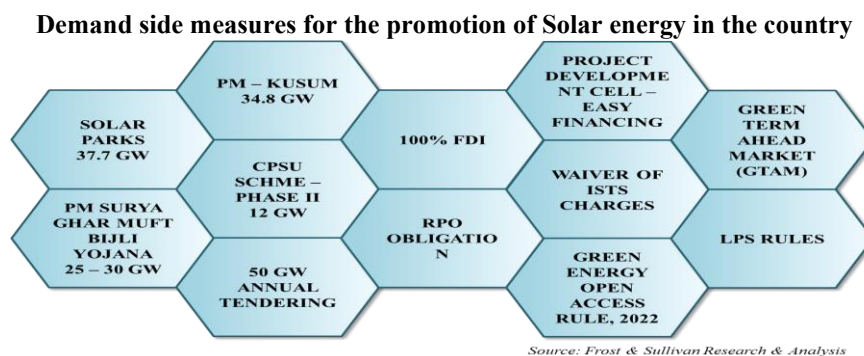 Demand side measures for the promotion of Solar energy in the country
SOLAR
PARKS
37.7 GW
PM SURYA
GHAR MUFT
BIJLI
YOJANA
25 – 30 GW
PM – KUSUM
34.8 GW
CPSU
SCHME –
PHASE II
12 GW
50 GW
ANNUAL
TENDERING
100% FDI
RPO
OBLIGATIO
N
PROJECT
DEVELOPME
NT CELL –
EASY
FINANCING
WAIVER OF
ISTS
CHARGES
GREEN
ENERGY
OPEN
ACCESS
RULE, 2022
GREEN
TERM
AHEAD
MARKET
(GTAM)
LPS RULES
Source: Frost & Sullivan Research & Analysis